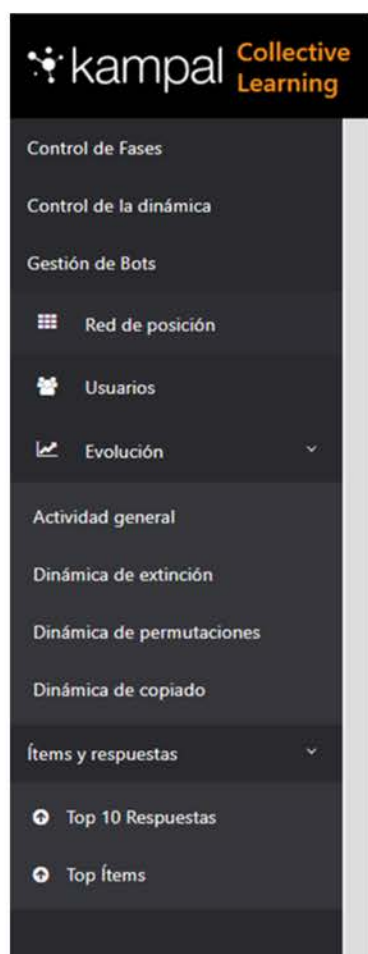 kampal Collective
Learning
Control de Fases
Control de la dinámica
Gestión de Bots
Red de posición
Usuarios
Evolución
Actividad general
Dinámica de extinción
Dinámica de permutaciones
Dinámica de copiado
Ítems y respuestas
Top 10 Respuestas
Top Ítems